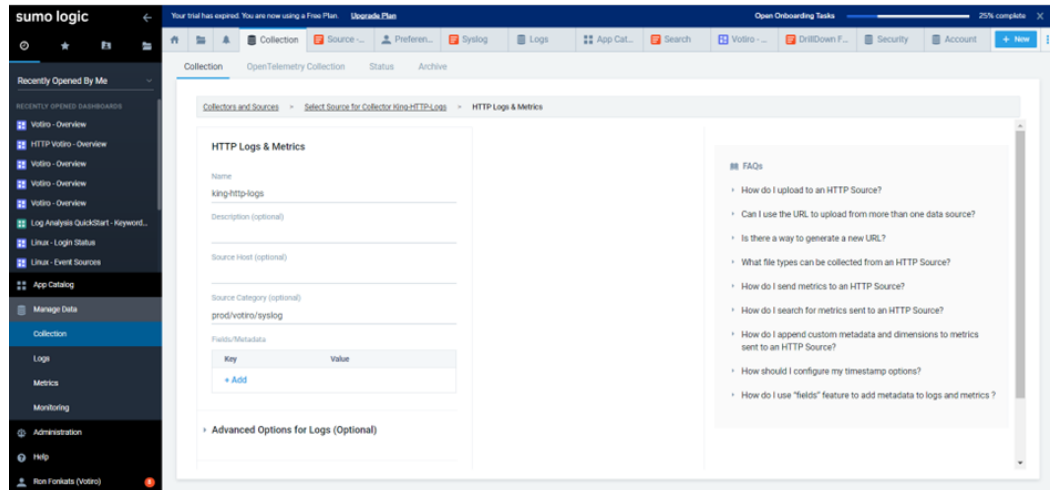 sumo logic
Your trial has expired. You are now using a Free Plan. Upgrade Plan
Open Onboarding Tasks
25% complete
Collection
Source -...
Preferen...
Syslog
Logs
App Cat...
Search
Votiro - ...
DrillDown F...
Security
Account
+ New
Recently Opened By Me
RECENTLY OPENED DASHBOARDS
Votiro - Overview
HTTP Votiro - Overview
Votiro - Overview
Votiro - Overview
Votiro - Overview
Log Analysis QuickStart - Keyword...
Linux - Login Status
Linux - Event Sources
App Catalog
Manage Data
Collection
Logs
Metrics
Monitoring
Administration
Help
Ron Fonkats (Votiro)
Collection
OpenTelemetry Collection
Status
Archive
Collectors and Sources > Select Source for Collector King-HTTP-Logs > HTTP Logs & Metrics
HTTP Logs & Metrics
Name
king-http-logs
Description (optional)
Source Host (optional)
Source Category (optional)
prod/votiro/syslog
Fields/Metadata
Key Value
+ Add
Advanced Options for Logs (Optional)
FAQs
How do I upload to an HTTP Source?
Can I use the URL to upload from more than one data source?
Is there a way to generate a new URL?
What file types can be collected from an HTTP Source?
How do I send metrics to an HTTP Source?
How do I search for metrics sent to an HTTP Source?
How do I append custom metadata and dimensions to metrics
sent to an HTTP Source?
How should I configure my timestamp options?
How do I use "fields" feature to add metadata to logs and metrics ?